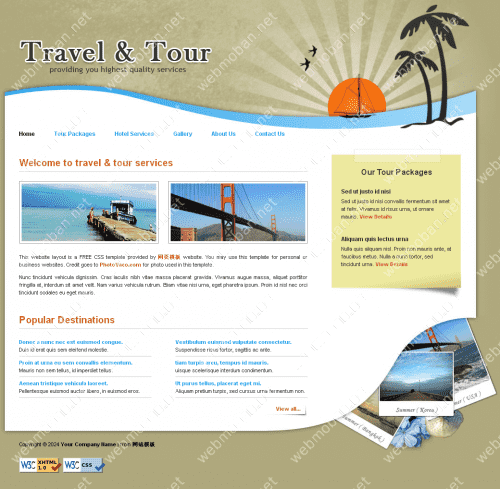 Travel & Tour
providing you highest quality services
Home
Tour Packages
Hotel Services
Gallery
About Us
Contact Us
Welcome to travel & tour services
This website layout is a FREE CSS template provided by 网页模板 website. You may use this template for personal or
business websites. Credit goes to PhotoVaco.com for photo used in this template.
Nunc tincidunt vehicula dignissim. Cras iaculis nibh vitae massa placerat gravida. Vivamus augue massa, aliquet porttitor
fringilla at, interdum sit amet velit. Nam varius vehicula rutrum. Etiam vitae nisl urna, eget pharetra ipsum. Proin id nisl nec orci
tincidunt sodales eu eget mauris.
Popular Destinations
nunc nec est euismod congue.
Duin id erat quis sem eleifend molestie.
Proin at urna eu sem convallis elementum.
Mauris non sem tellus, id imperdiet tellus.
Aenean tristique vehicula laoreet.
Pellentesque euismod auctor libero, in euismod eros.
Vestibulum euismod vulputate consectetur.
Suspendisse risus tortor, sagittis ac ante.
turpis arcu, tempus id mauris.
scelerisque interdum condimentum.
Ut purus tellus, placerat eget mi.
Aliquam pretium turpis, sed cursus urna fermentum non.
View all...
Our Tour Packages
Sed ut justo id nisi
Sed ut justo id nisi convallis fermentum sit amet
at felis. Vivamus id risus urna, ut ornare
mauris. View Details
Aliquam quis lectus urna
Nulla quis aliquam nisl. Proin non mauris ante, at
faucibus metus. Nulla a nunc tortor, sed
tincidunt urna. View Details
Summer ( Korea )
Summer ( Bangkok )
( USA )
Copyright © 2024 Your Company Name 网站模板
W3C XHTML 1.0
W3C CSS
webmoban.net